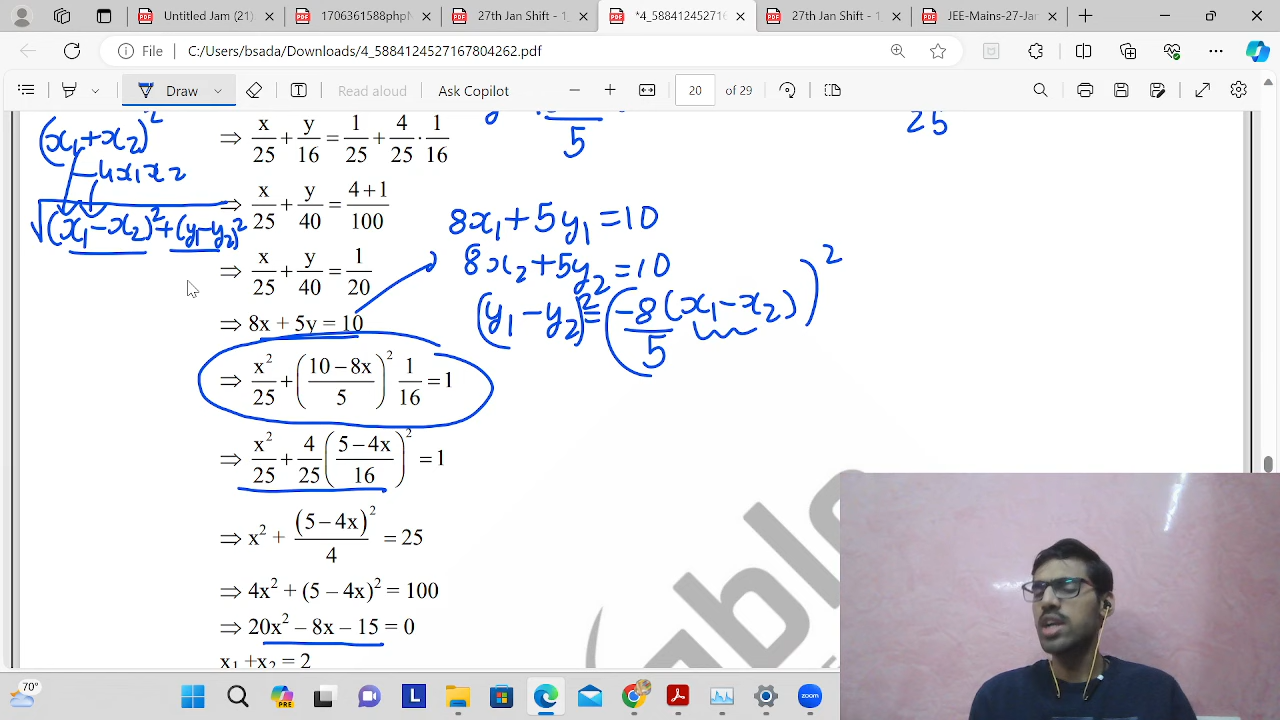 Untitled Jam (21)
1706361588phpN
27th Jan Shift - 1_
*4_5884124527167
27th Jan Shift - 1
JEE-Mains-27-Jan
File C:/Users/bsada/Downloads/4_5884124527167804262.pdf
Draw Read aloud Ask Copilot 20 of 29
(x₁+x₂)²
-4x₁x₂
√(x₁-x₂)²+(y₁-y₂)²
⇒ x/25 + y/16 = 1/25 + 4/25 · 1/16
5
25
⇒ x/25 + y/40 = (4+1)/100
8x₁+5y₁=10
8x₂+5y₂=10
⇒ x/25 + y/40 = 1/20
(y₁-y₂)²=(-8(x₁-x₂)/5)²
⇒ 8x + 5y = 10
⇒ x²/25 + ((10-8x)/5)² 1/16 = 1
⇒ x²/25 + 4/25 ((5-4x)/16)² = 1
⇒ x² + (5-4x)²/4 = 25
⇒ 4x² + (5 – 4x)² = 100
⇒ 20x² – 8x – 15 = 0
x₁ +x₂ = 2
70°
PRE
L
zoom